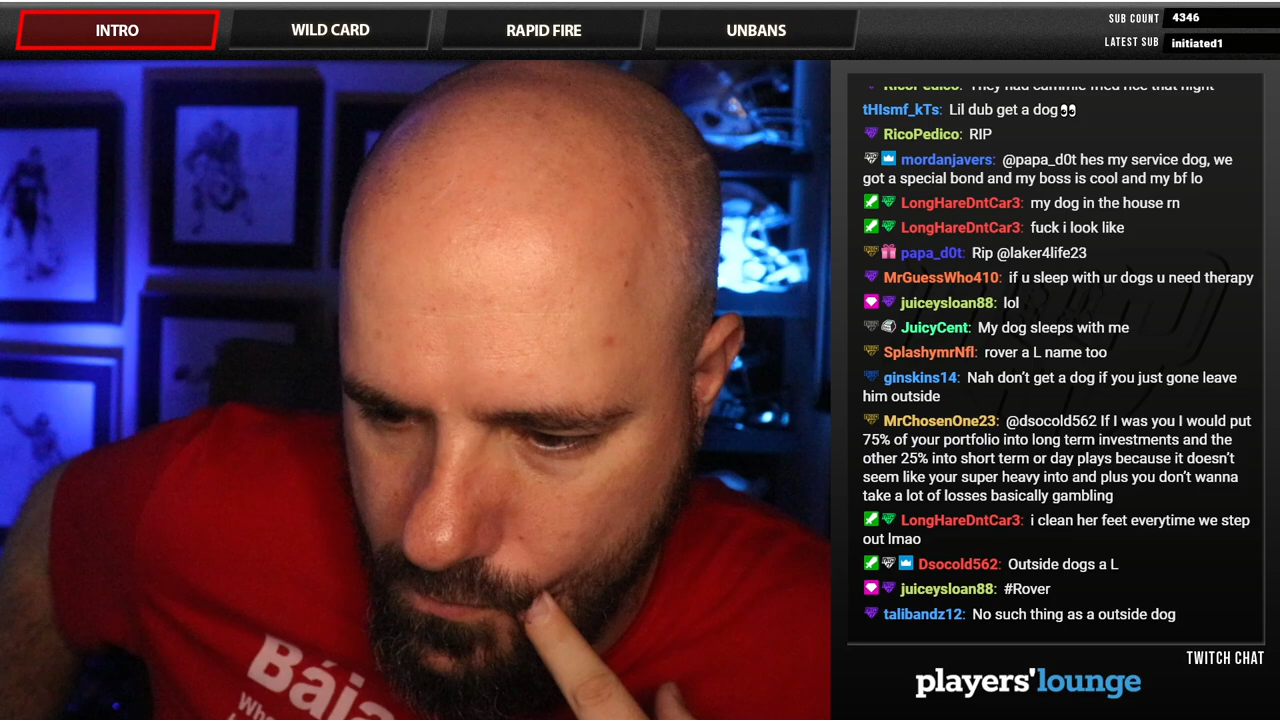 INTRO
WILD CARD
RAPID FIRE
UNBANS
SUB COUNT 4346
LATEST SUB initiated1
tHIsmf_kTs: Lil dub get a dog👀
RicoPedico: RIP
mordanjavers: @papa_d0t hes my service dog, we
got a special bond and my boss is cool and my bf lo
LongHareDntCar3: my dog in the house rn
LongHareDntCar3: fuck i look like
papa_d0t: Rip @laker4life23
MrGuessWho410: if u sleep with ur dogs u need therapy
juiceysloan88: lol
JuicyCent: My dog sleeps with me
SplashymrNfl: rover a L name too
ginskins14: Nah don't get a dog if you just gone leave
him outside
MrChosenOne23: @dsocold562 If I was you I would put
75% of your portfolio into long term investments and the
other 25% into short term or day plays because it doesn't
seem like your super heavy into and plus you don't wanna
take a lot of losses basically gambling
LongHareDntCar3: i clean her feet everytime we step
out lmao
Dsocold562: Outside dogs a L
juiceysloan88: #Rover
talibandz12: No such thing as a outside dog
TWITCH CHAT
players'lounge
Bája